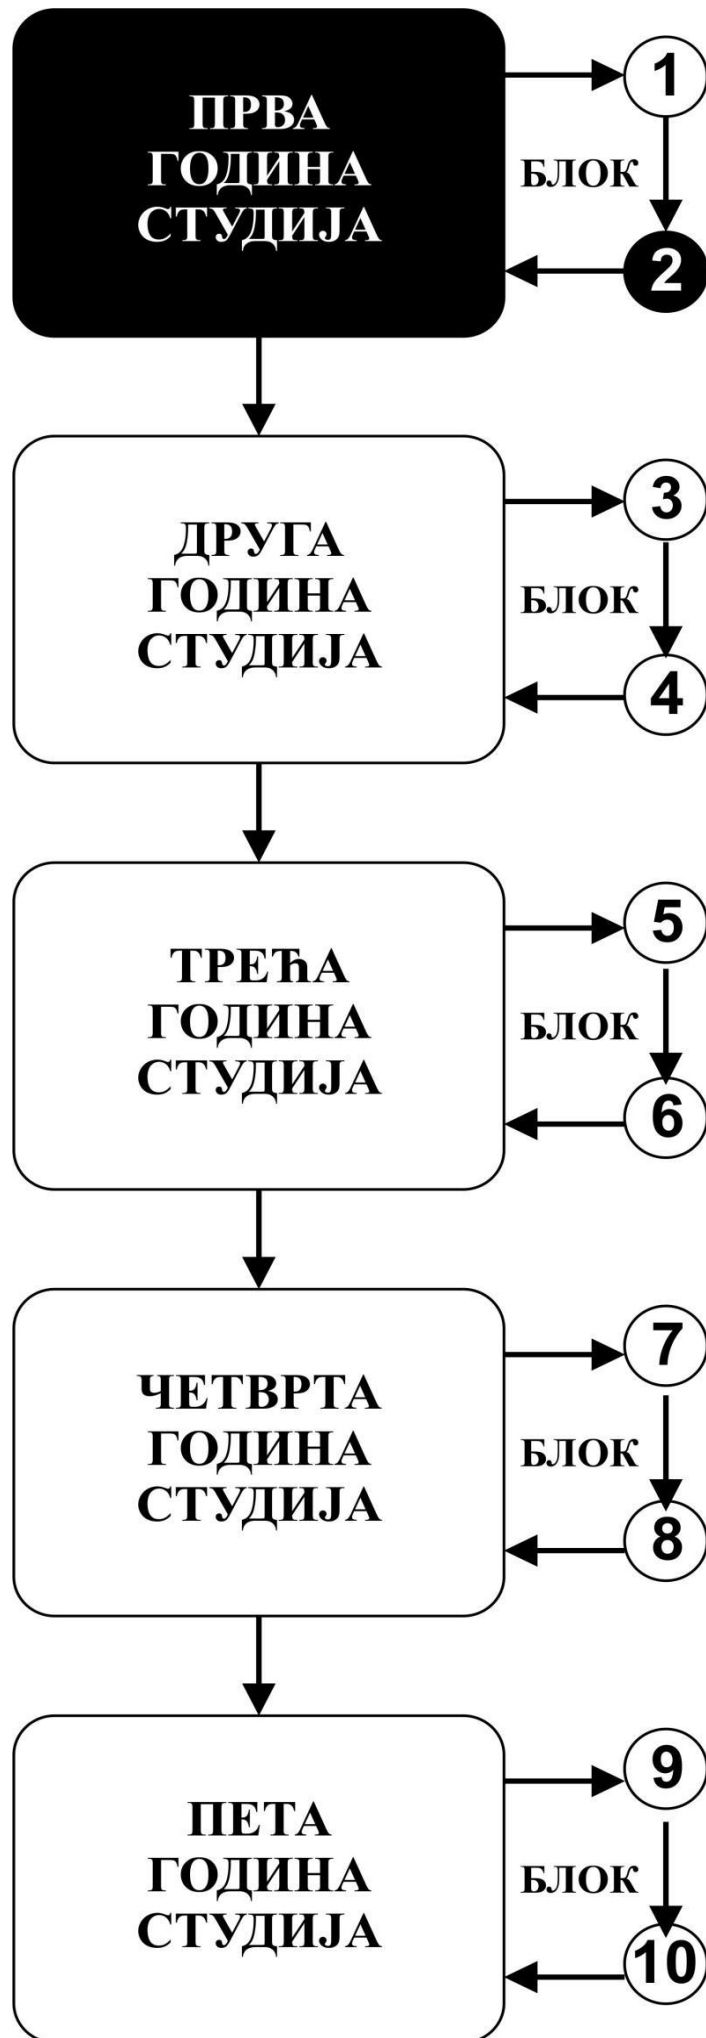 ПРВА
ГОДИНА
СТУДИЈА
1
БЛОК
2
ДРУГА
ГОДИНА
СТУДИЈА
3
БЛОК
4
ТРЕЋА
ГОДИНА
СТУДИЈА
5
БЛОК
6
ЧЕТВРТА
ГОДИНА
СТУДИЈА
7
БЛОК
8
ПЕТА
ГОДИНА
СТУДИЈА
9
БЛОК
10